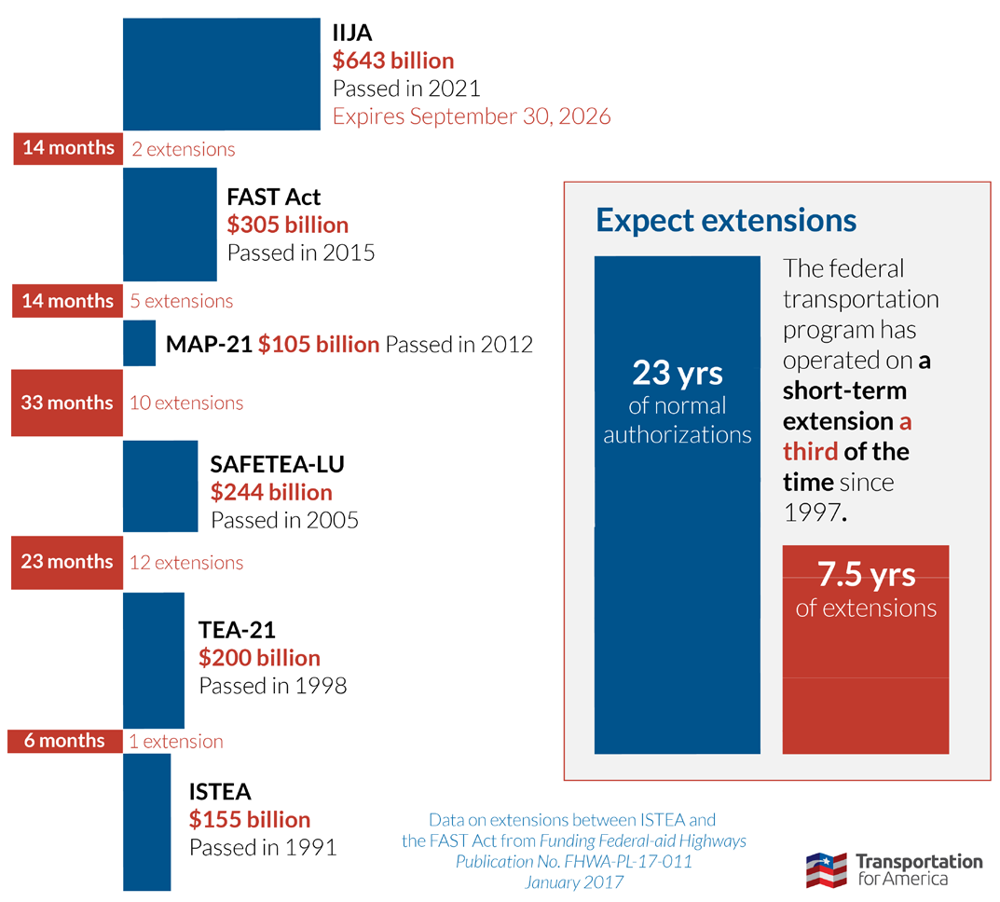 IIJA
$643 billion
Passed in 2021
Expires September 30, 2026
14 months 2 extensions
FAST Act
$305 billion
Passed in 2015
14 months 5 extensions
MAP-21 $105 billion Passed in 2012
33 months 10 extensions
SAFETEA-LU
$244 billion
Passed in 2005
23 months 12 extensions
TEA-21
$200 billion
Passed in 1998
6 months 1 extension
ISTEA
$155 billion
Passed in 1991
Expect extensions
23 yrs
of normal
authorizations
The federal
transportation
program has
operated on a
short-term
extension a
third of the
time since
1997.
7.5 yrs
of extensions
Data on extensions between ISTEA and
the FAST Act from Funding Federal-aid Highways
Publication No. FHWA-PL-17-011
January 2017
Transportation
for America